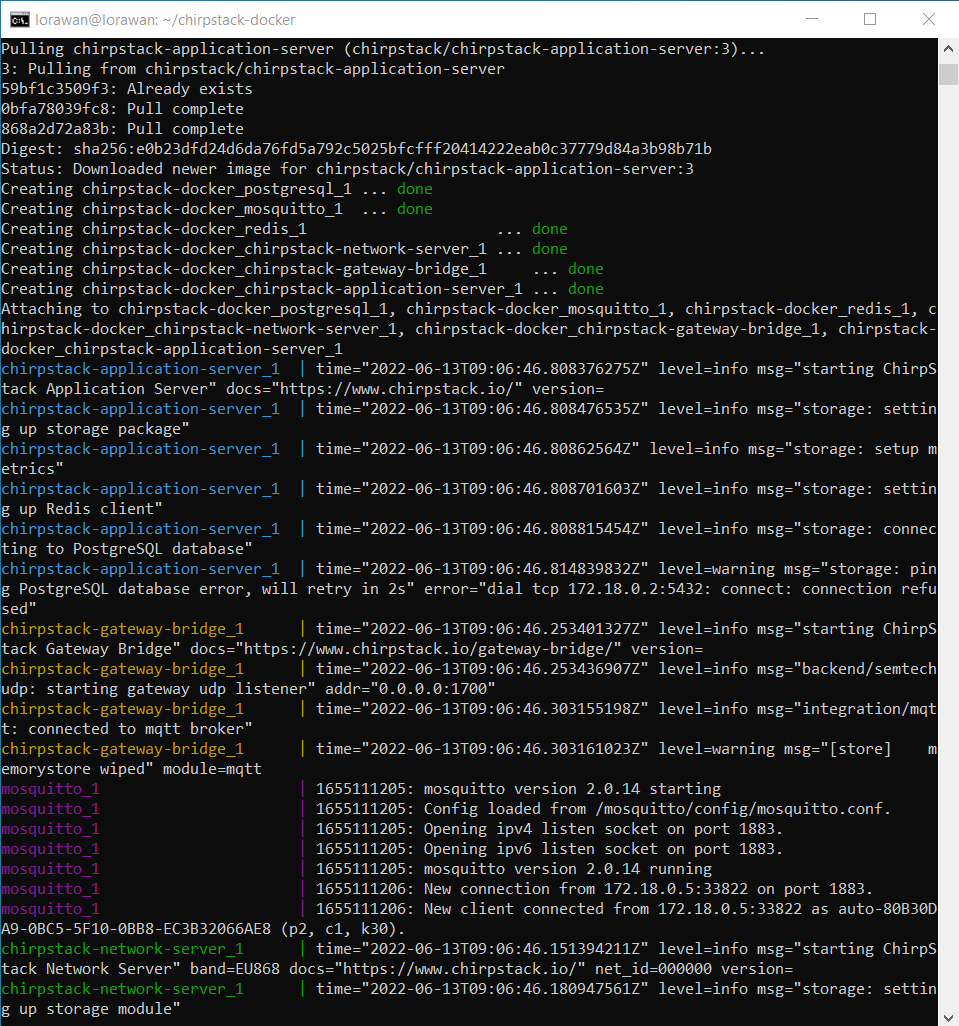 lorawan@lorawan: ~/chirpstack-docker
Pulling chirpstack-application-server (chirpstack/chirpstack-application-server:3)...
3: Pulling from chirpstack/chirpstack-application-server
59bf1c3509f3: Already exists
0bfa78039fc8: Pull complete
868a2d72a83b: Pull complete
Digest: sha256:e0b23dfd24d6da76fd5a792c5025bfcfff20414222eab0c37779d84a3b98b71b
Status: Downloaded newer image for chirpstack/chirpstack-application-server:3
Creating chirpstack-docker_postgresql_1 ... done
Creating chirpstack-docker_mosquitto_1  ... done
Creating chirpstack-docker_redis_1                     ... done
Creating chirpstack-docker_chirpstack-network-server_1 ... done
Creating chirpstack-docker_chirpstack-gateway-bridge_1     ... done
Creating chirpstack-docker_chirpstack-application-server_1 ... done
Attaching to chirpstack-docker_postgresql_1, chirpstack-docker_mosquitto_1, chirpstack-docker_redis_1, c
hirpstack-docker_chirpstack-network-server_1, chirpstack-docker_chirpstack-gateway-bridge_1, chirpstack-
docker_chirpstack-application-server_1
chirpstack-application-server_1  | time="2022-06-13T09:06:46.808376275Z" level=info msg="starting ChirpS
tack Application Server" docs="https://www.chirpstack.io/" version=
chirpstack-application-server_1  | time="2022-06-13T09:06:46.808476535Z" level=info msg="storage: settin
g up storage package"
chirpstack-application-server_1  | time="2022-06-13T09:06:46.80862564Z" level=info msg="storage: setup m
etrics"
chirpstack-application-server_1  | time="2022-06-13T09:06:46.808701603Z" level=info msg="storage: settin
g up Redis client"
chirpstack-application-server_1  | time="2022-06-13T09:06:46.808815454Z" level=info msg="storage: connec
ting to PostgreSQL database"
chirpstack-application-server_1  | time="2022-06-13T09:06:46.814839832Z" level=warning msg="storage: pin
g PostgreSQL database error, will retry in 2s" error="dial tcp 172.18.0.2:5432: connect: connection refu
sed"
chirpstack-gateway-bridge_1      | time="2022-06-13T09:06:46.253401327Z" level=info msg="starting ChirpS
tack Gateway Bridge" docs="https://www.chirpstack.io/gateway-bridge/" version=
chirpstack-gateway-bridge_1      | time="2022-06-13T09:06:46.253436907Z" level=info msg="backend/semtech
udp: starting gateway udp listener" addr="0.0.0.0:1700"
chirpstack-gateway-bridge_1      | time="2022-06-13T09:06:46.303155198Z" level=info msg="integration/mqt
t: connected to mqtt broker"
chirpstack-gateway-bridge_1      | time="2022-06-13T09:06:46.303161023Z" level=warning msg="[store]    m
emorystore wiped" module=mqtt
mosquitto_1                      | 1655111205: mosquitto version 2.0.14 starting
mosquitto_1                      | 1655111205: Config loaded from /mosquitto/config/mosquitto.conf.
mosquitto_1                      | 1655111205: Opening ipv4 listen socket on port 1883.
mosquitto_1                      | 1655111205: Opening ipv6 listen socket on port 1883.
mosquitto_1                      | 1655111205: mosquitto version 2.0.14 running
mosquitto_1                      | 1655111206: New connection from 172.18.0.5:33822 on port 1883.
mosquitto_1                      | 1655111206: New client connected from 172.18.0.5:33822 as auto-80B30D
A9-0BC5-5F10-0BB8-EC3B32066AE8 (p2, c1, k30).
chirpstack-network-server_1      | time="2022-06-13T09:06:46.151394211Z" level=info msg="starting ChirpS
tack Network Server" band=EU868 docs="https://www.chirpstack.io/" net_id=000000 version=
chirpstack-network-server_1      | time="2022-06-13T09:06:46.180947561Z" level=info msg="storage: settin
g up storage module"